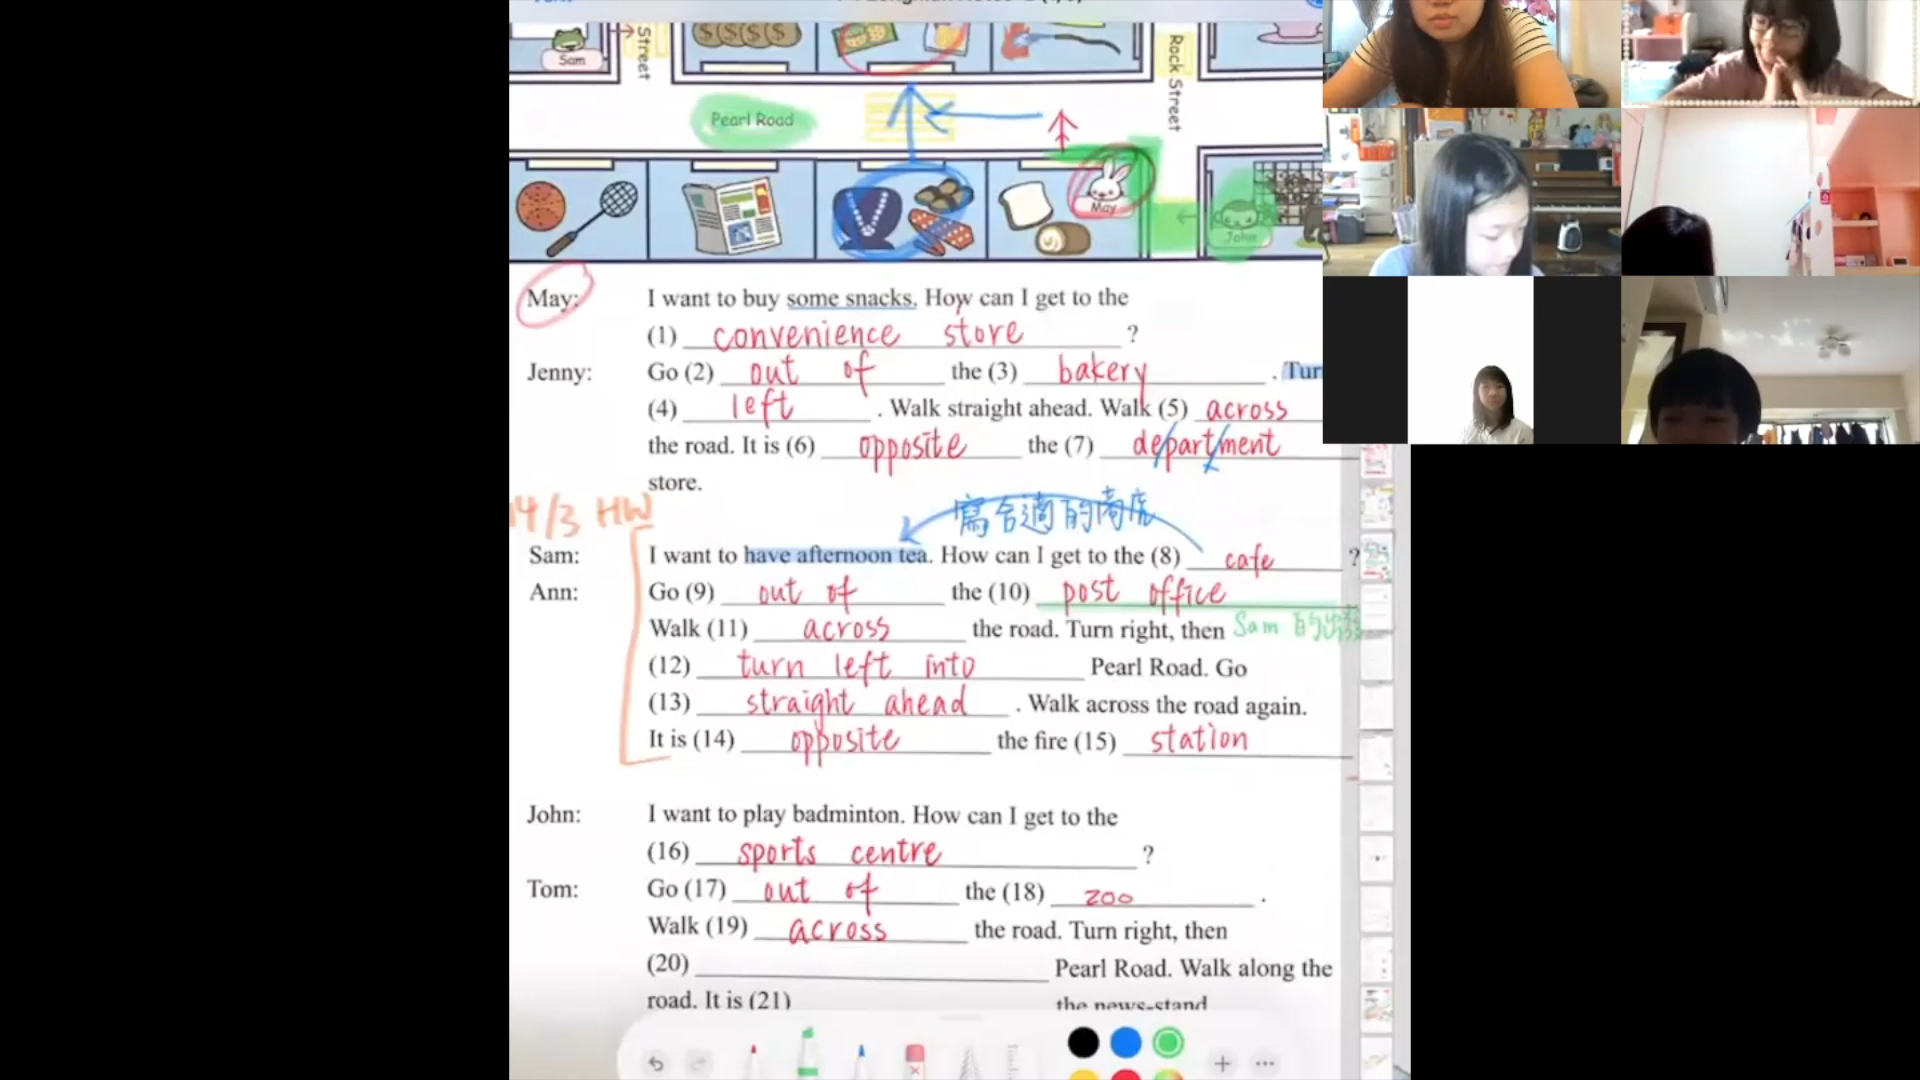 Sam
Street
Rock Street
Pearl Road
May
John
May: I want to buy some snacks. How can I get to the
(1) convenience store ?
Jenny: Go (2) out of the (3) bakery . Tur
(4) left . Walk straight ahead. Walk (5) across
the road. It is (6) opposite the (7) department
store.
14/3 HW
寫合適的商店
Sam: I want to have afternoon tea. How can I get to the (8) cafe ?
Ann: Go (9) out of the (10) post office
Walk (11) across the road. Turn right, then
Sam 的
(12) turn left into Pearl Road. Go
(13) straight ahead . Walk across the road again.
It is (14) opposite the fire (15) station
John: I want to play badminton. How can I get to the
(16) sports centre ?
Tom: Go (17) out of the (18) zoo .
Walk (19) across the road. Turn right, then
(20) Pearl Road. Walk along the
road. It is (21) the news-stand